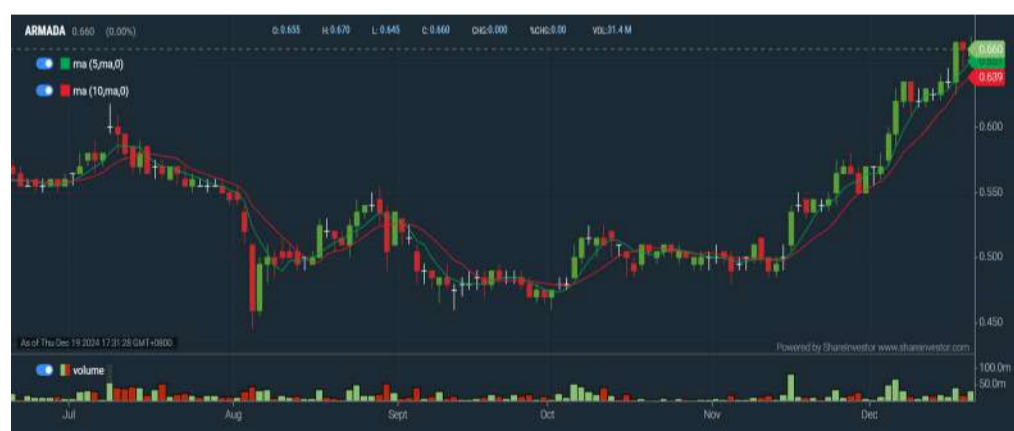 ARMADA 0.660 (0.00%) O:0.655 H:0.670 L:0.645 C:0.660 CHG:0.000 %CHG:0.00 VOL:31.4 M
ma (5,ma,0)
ma (10,ma,0)
0.660
0.639
0.600
0.550
0.500
0.450
As of Thu Dec 19 2024 17:31:28 GMT+0800
Powered by ShareInvestor www.shareinvestor.com
volume
100.0m
50.0m
Jul Aug Sept Oct Nov Dec